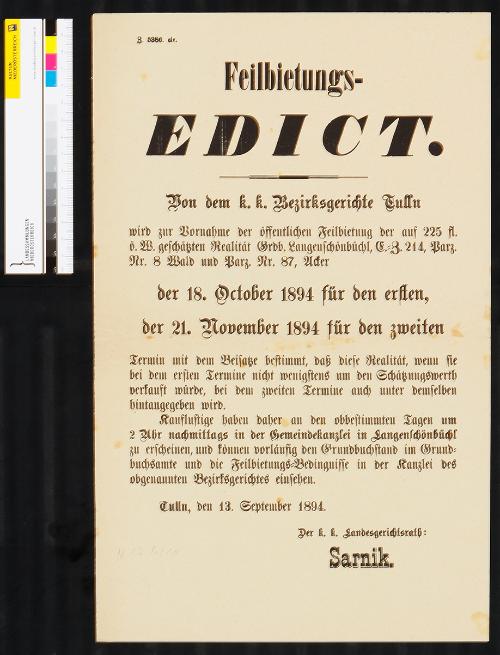 Z. 5386. civ.
Feilbietungs-
EDICT.
Von dem k. k. Bezirksgerichte Tulln
wird zur Vornahme der öffentlichen Feilbietung der auf 225 fl.
ö. W. geschätzten Realität Grdb. Langenschönbüchl, E.-Z. 214, Parz.
Nr. 8 Wald und Parz. Nr. 87, Acker
der 18. October 1894 für den ersten,
der 21. November 1894 für den zweiten
Termin mit dem Beisatze bestimmt, daß diese Realität, wenn sie
bei dem ersten Termine nicht wenigstens um den Schätzungswerth
verkauft würde, bei dem zweiten Termine auch unter demselben
hintangegeben wird.
Kauflustige haben daher an den obbestimmten Tagen um
2 Uhr nachmittags in der Gemeindekanzlei in Langenschönbüchl
zu erscheinen, und können vorläufig den Grundbuchstand im Grund-
buchsamte und die Feilbietungs-Bedingnisse in der Kanzlei des
obgenannten Bezirksgerichtes einsehen.
Tulln, den 13. September 1894.
Der k. k. Landesgerichtsrath:
Sarnik.
KULTUR
NIEDERÖSTERREICH
LANDESSAMMLUNGEN
NIEDERÖSTERREICH